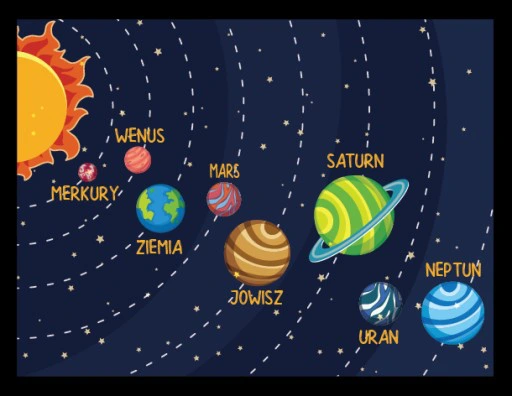 WENUS
MERKURY
ZIEMIA
MARS
JOWISZ
SATURN
URAN
NEPTUN